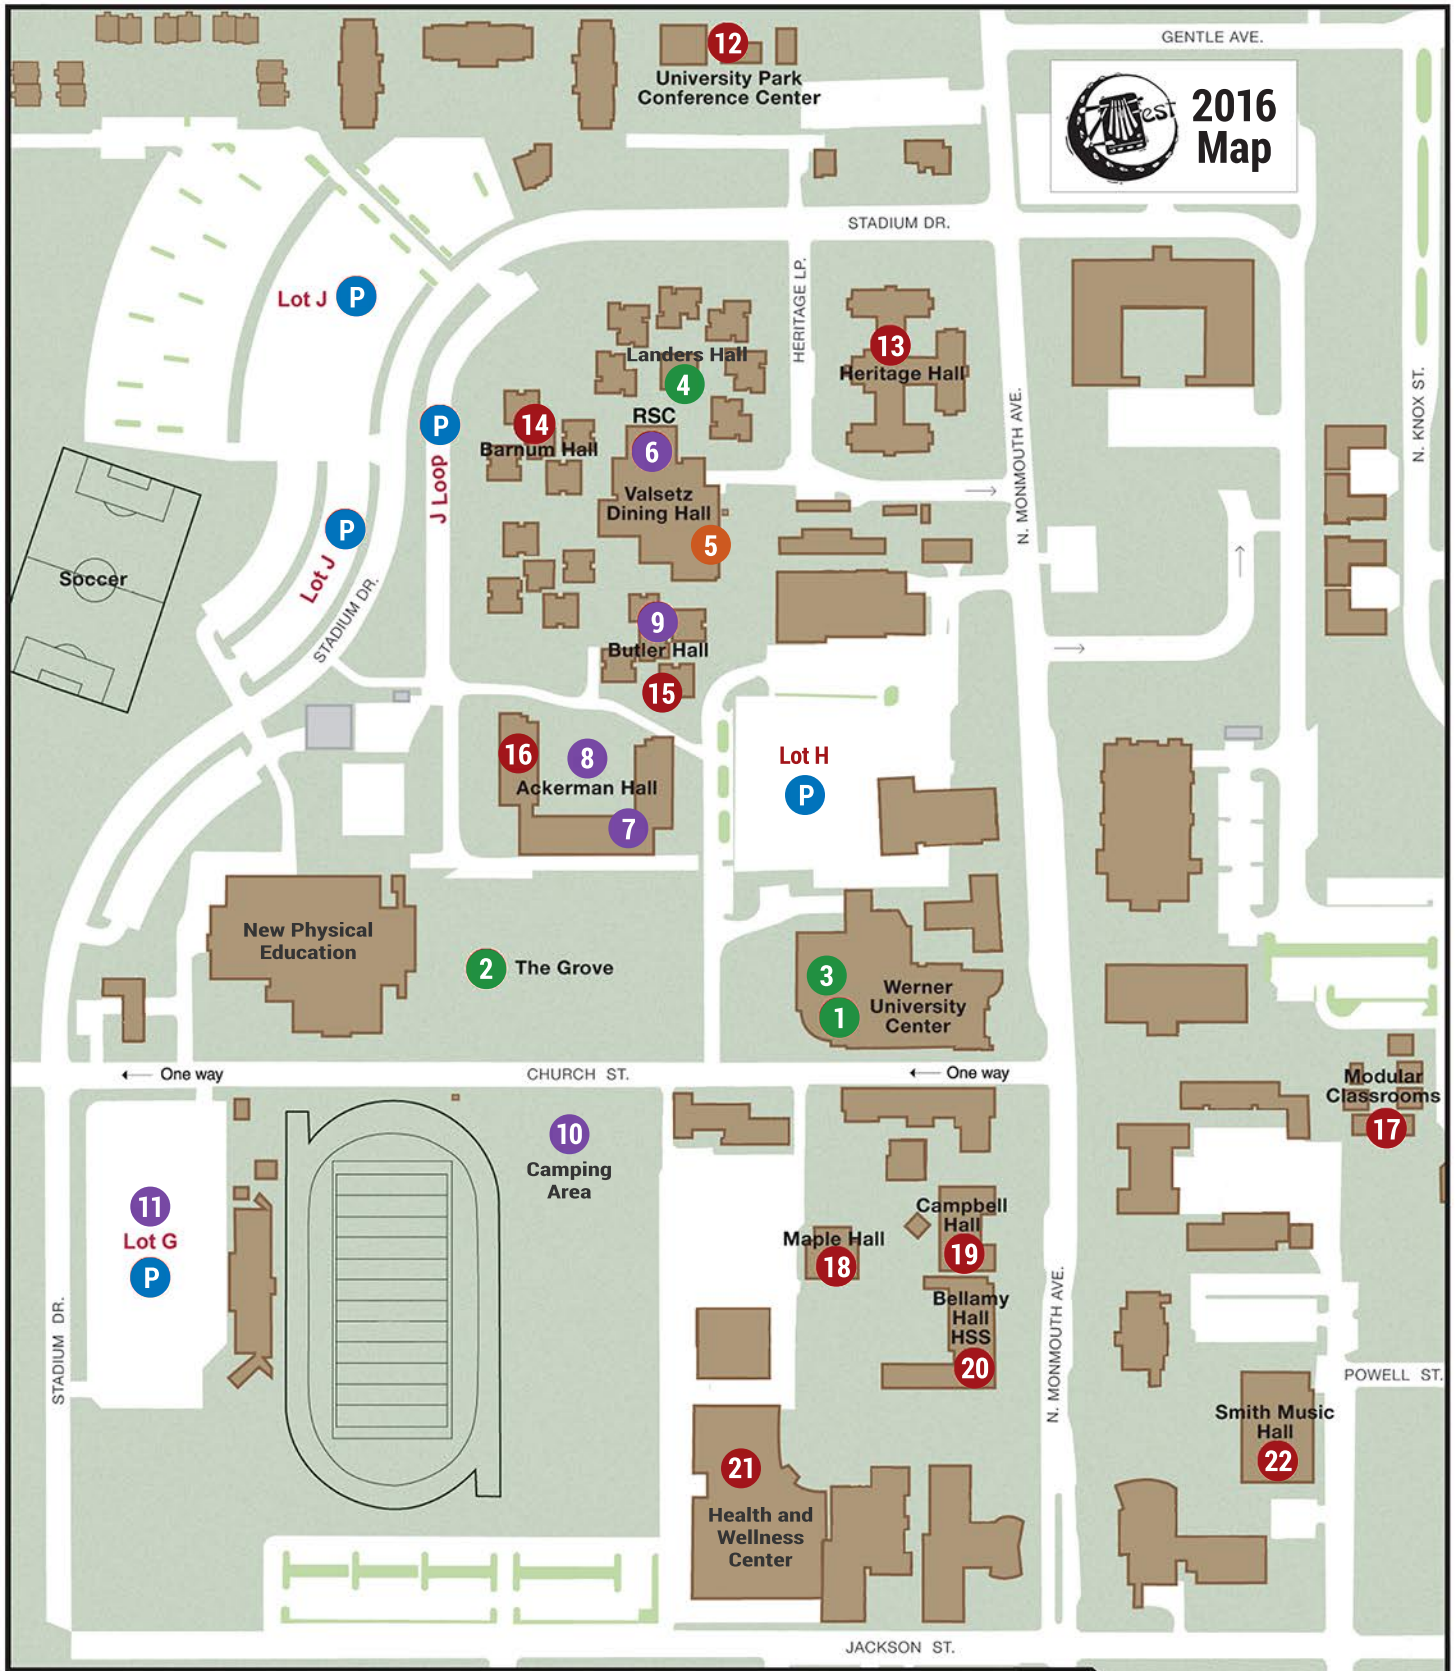 GENTLE AVE.
12
University Park
Conference Center
est
2016
Map
STADIUM DR.
HERITAGE LP.
Lot J
P
13
Heritage Hall
Landers Hall
4
RSC
6
14
Barnum Hall
P
J Loop
Valsetz
Dining Hall
5
N. MONMOUTH AVE.
N. KNOX ST.
P
Lot J
STADIUM DR.
Soccer
9
Butler Hall
15
16
8
Ackerman Hall
7
Lot H
P
New Physical
Education
2
The Grove
3
1
Werner
University
Center
One way
CHURCH ST.
One way
Modular
Classrooms
17
10
Camping
Area
11
Lot G
P
Campbell
Hall
19
Maple Hall
18
Bellamy
Hall
HSS
20
STADIUM DR.
N. MONMOUTH AVE.
POWELL ST.
Smith Music
Hall
22
21
Health and
Wellness
Center
JACKSON ST.